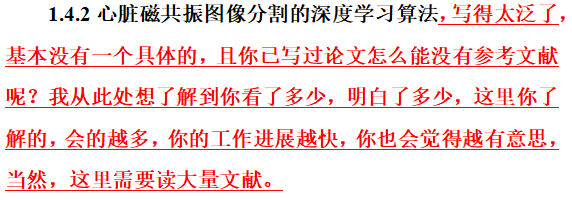 1.4.2 心脏磁共振图像分割的深度学习算法，写得太泛了，
基本没有一个具体的，且你已写过论文怎么能没有参考文献
呢？我从此处想了解到你看了多少，明白了多少，这里你了
解的，会的越多，你的工作进展越快，你也会觉得越有意思，
当然，这里需要读大量文献。